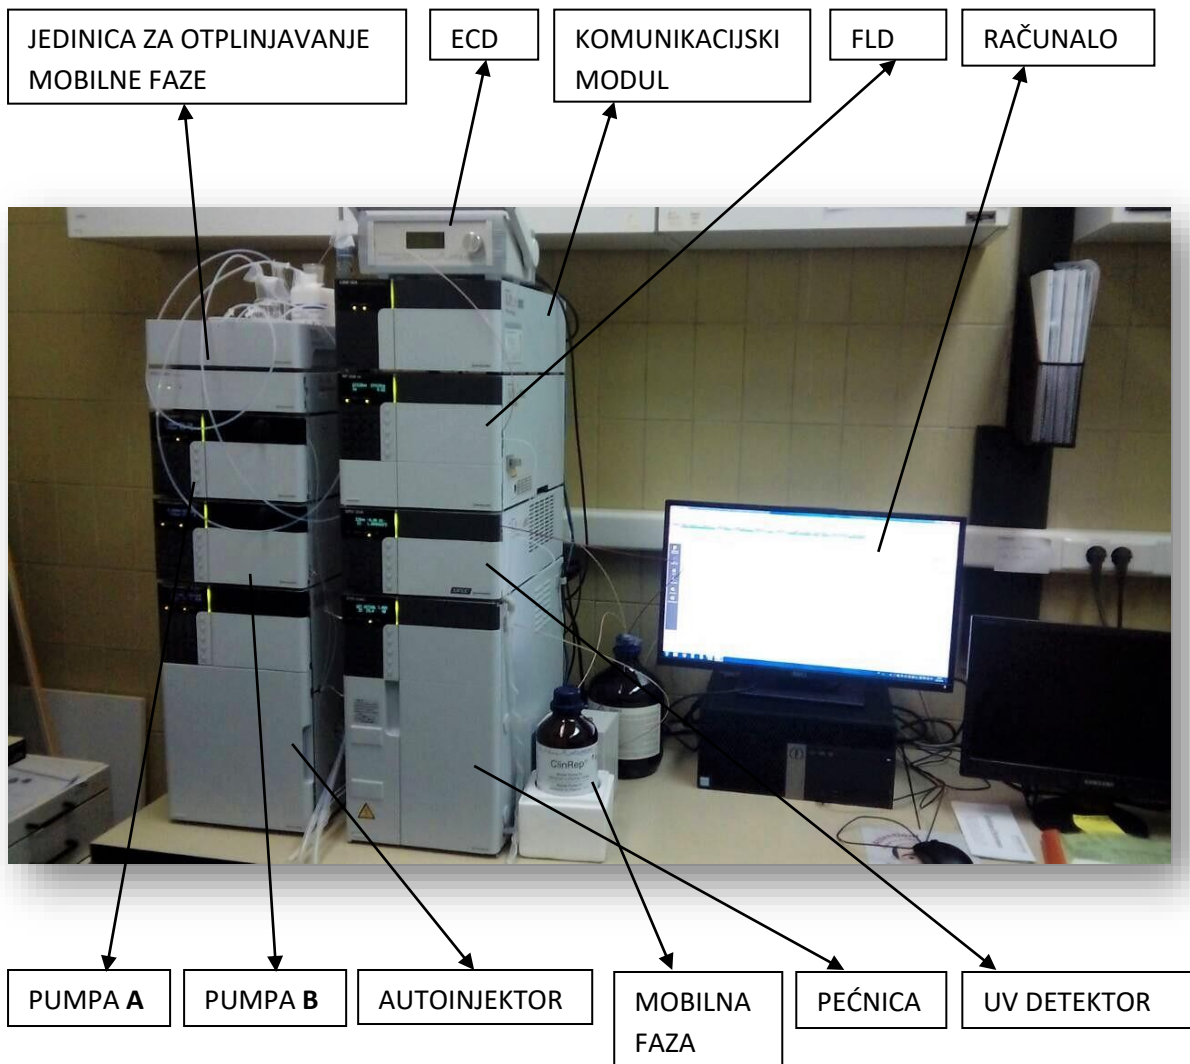 JEDINICA ZA OTPLINJAVANJE
MOBILNE FAZE
ECD
KOMUNIKACIJSKI
MODUL
FLD
RAČUNALO
ClinRep
SAMSUNG
PUMPA A
PUMPA B
AUTOINJEKTOR
MOBILNA
FAZA
PEĆNICA
UV DETEKTOR